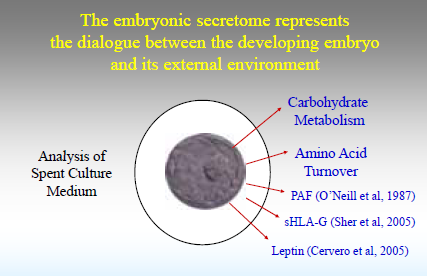 The embryonic secretome represents
the dialogue between the developing embryo
and its external environment
Analysis of
Spent Culture
Medium
Carbohydrate
Metabolism
Amino Acid
Turnover
PAF (O'Neill et al, 1987)
sHLA-G (Sher et al, 2005)
Leptin (Cervero et al, 2005)